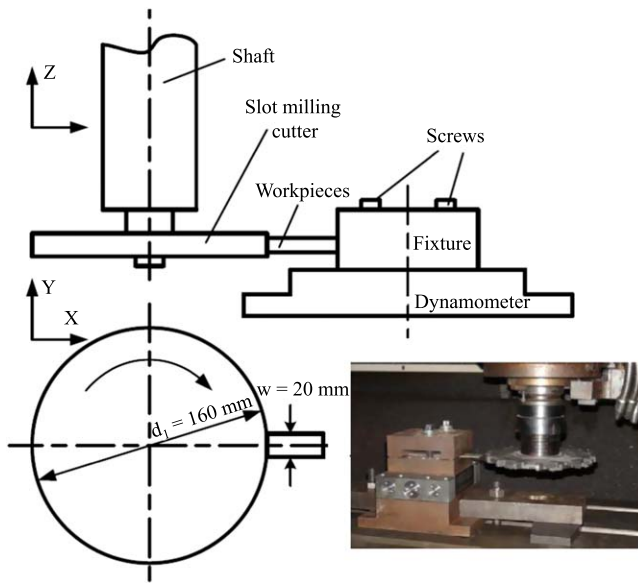 Shaft
Z
Slot milling
cutter
Screws
Workpieces
Fixture
Y
Dynamometer
X
w = 20 mm
d1 = 160 mm